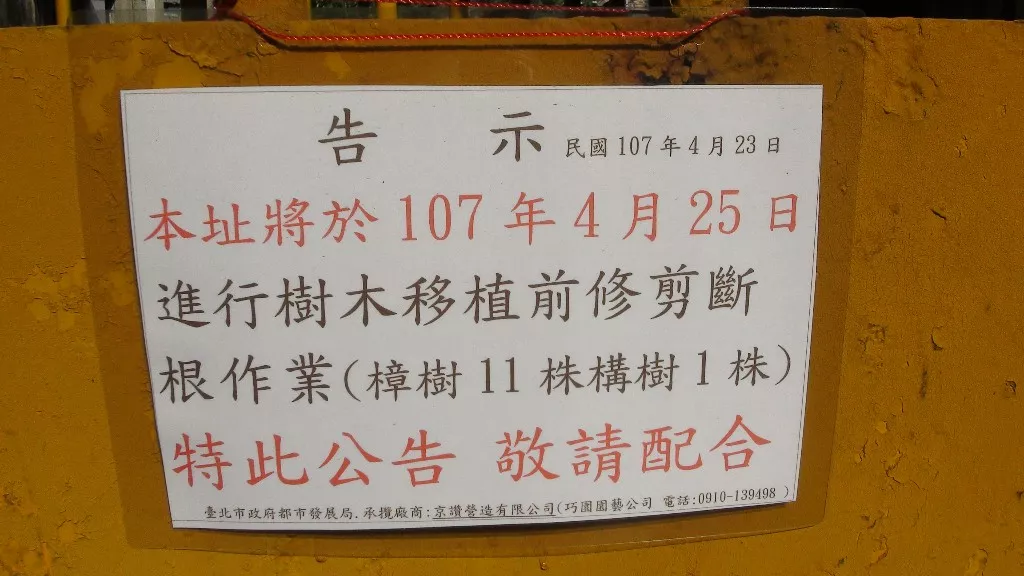 告 示 民國 107 年 4 月 23 日
本址將於 107 年 4 月 25 日
進行樹木移植前修剪斷
根作業(樟樹 11 株構樹 1 株)
特此公告 敬請配合
臺北市政府都市發展局.承攬廠商:京讚營造有限公司(巧園園藝公司 電話:0910-139498 )